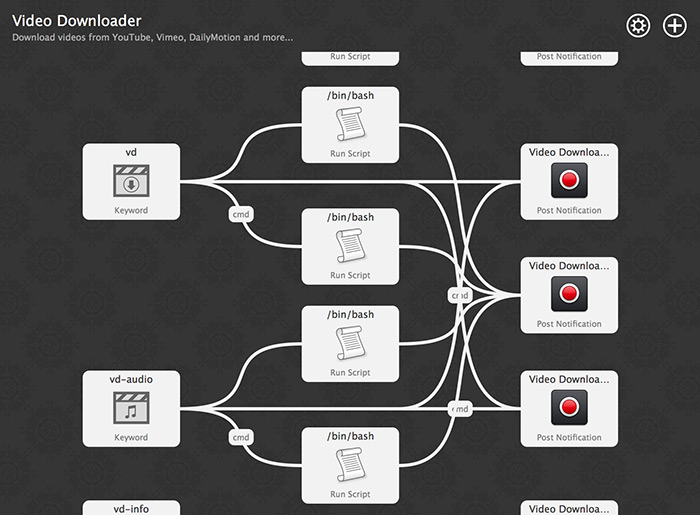 Video Downloader
Download videos from YouTube, Vimeo, DailyMotion and more...
Run Script
Post Notification
/bin/bash
Run Script
vd
Keyword
Video Downloa...
Post Notification
cmd
/bin/bash
Run Script
Video Downloa...
Post Notification
cmd
/bin/bash
Run Script
vd-audio
Keyword
Video Downloa...
Post Notification
cmd
cmd
/bin/bash
Run Script
vd-info
Video Downloa...